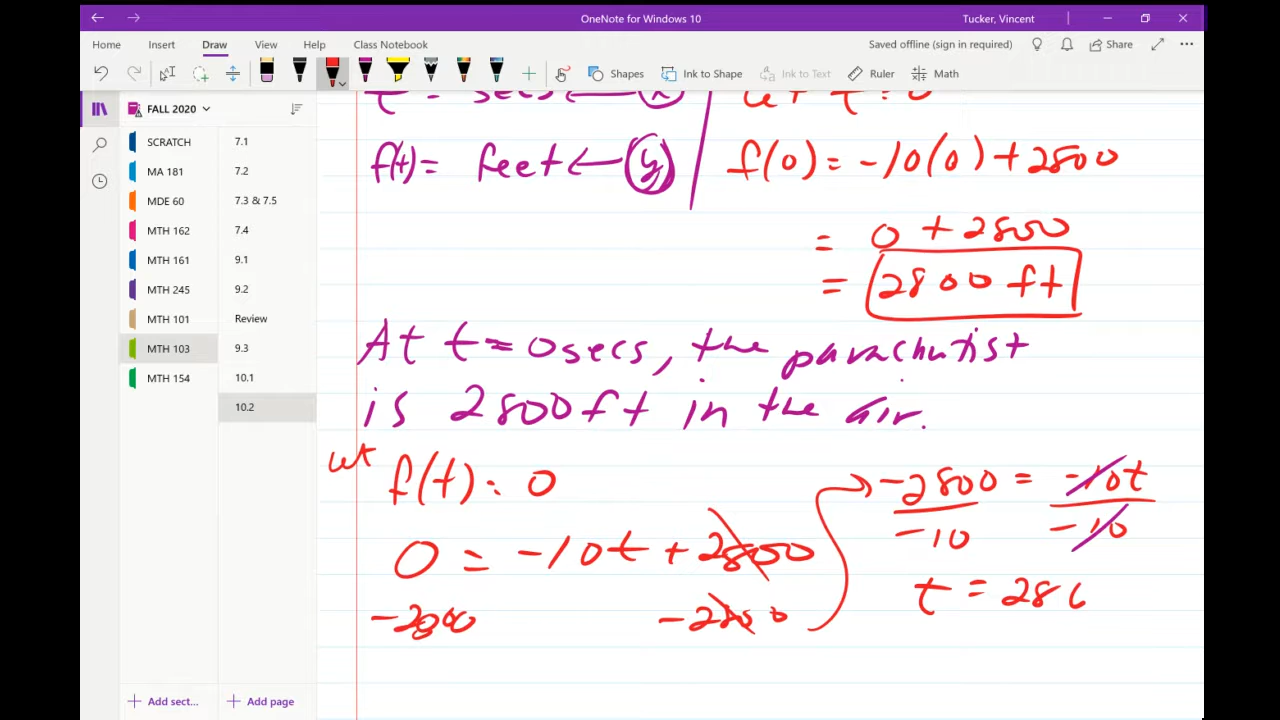 OneNote for Windows 10
Tucker, Vincent
Home Insert Draw View Help Class Notebook
Saved offline (sign in required) Share
Shapes Ink to Shape Ink to Text Ruler Math
FALL 2020
SCRATCH
MA 181
MDE 60
MTH 162
MTH 161
MTH 245
MTH 101
MTH 103
MTH 154
Add sect...
7.1
7.2
7.3 & 7.5
7.4
9.1
9.2
Review
9.3
10.1
10.2
Add page
t = secs ← (x)
f(t) = feet ← (y)
let t = 0
f(0) = -10(0) + 2800
= 0 + 2800
= 2800 ft
At t = 0 secs, the parachutist
is 2800 ft in the air.
let f(t) = 0
0 = -10t + 2800
-2800 -2800
-2800 = -10t
-10 -10
t = 28